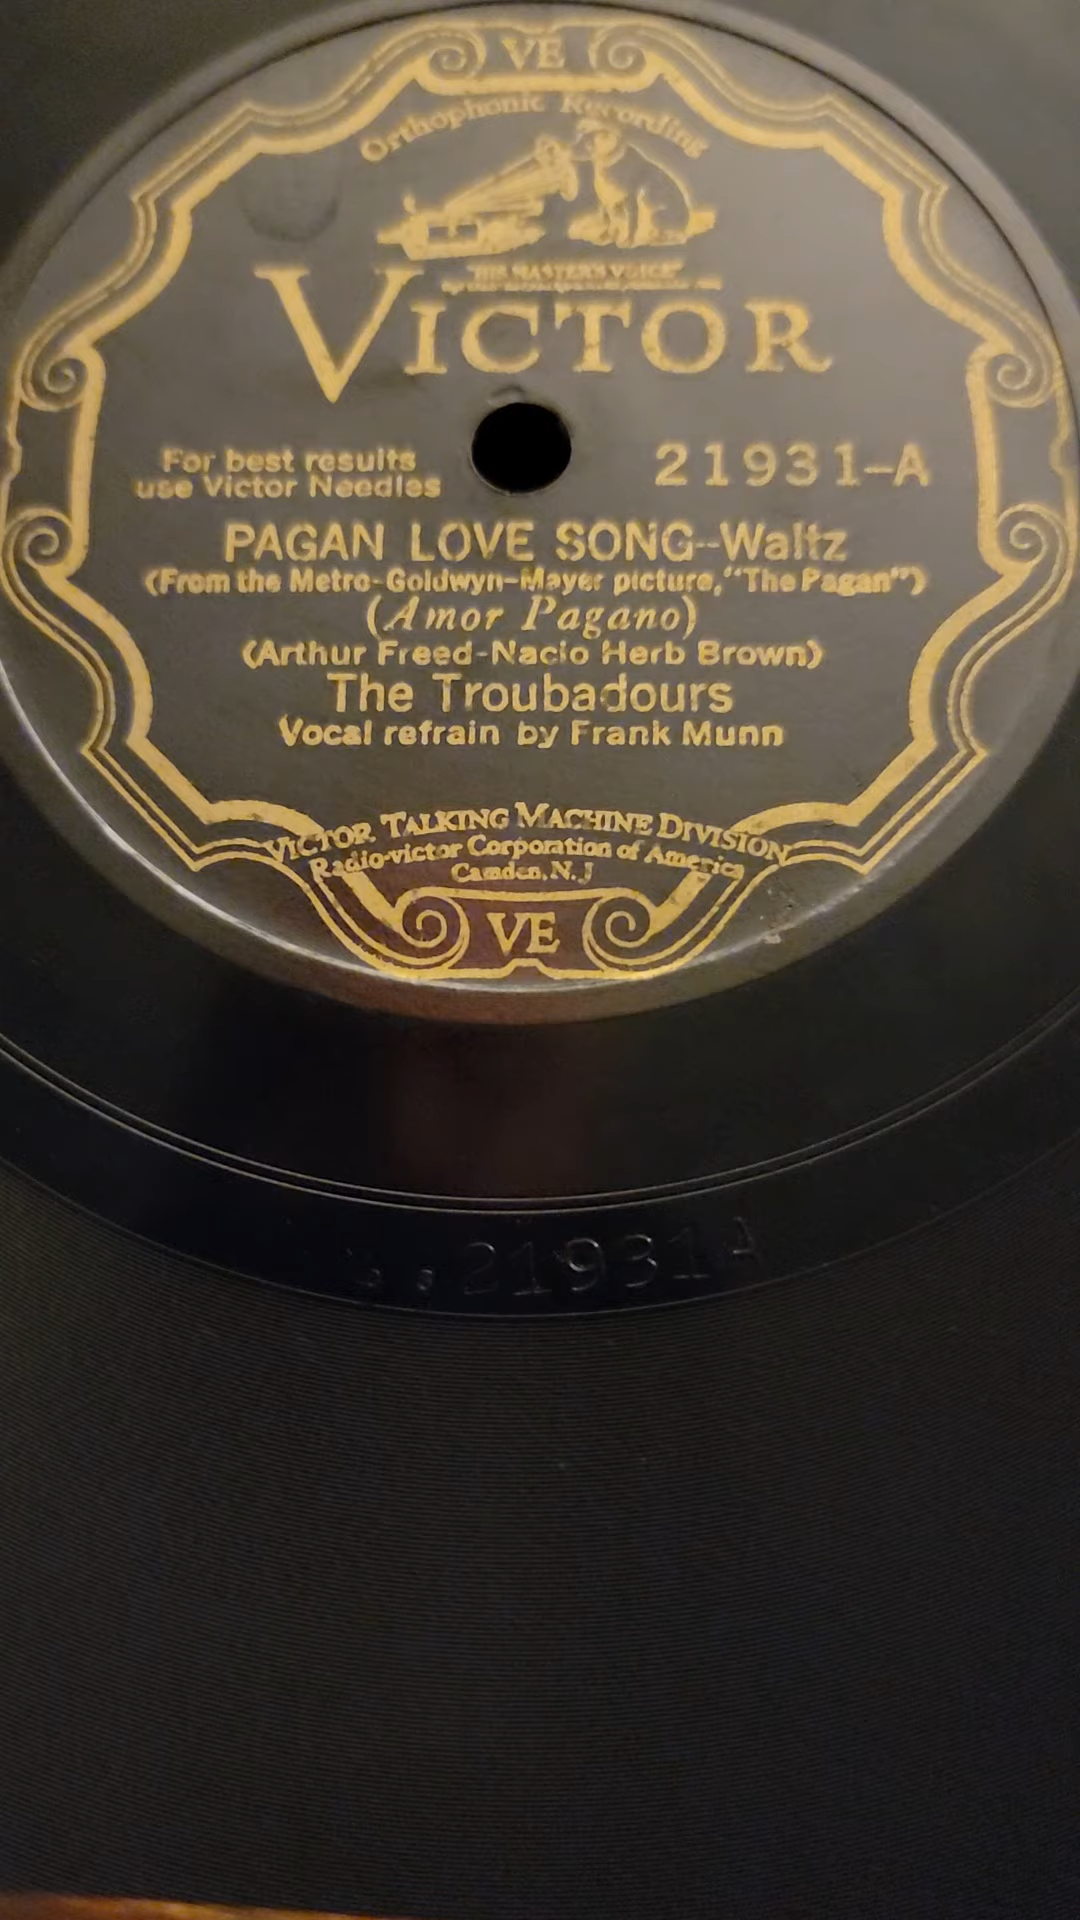 VE
Orthophonic Recording
"HIS MASTER'S VOICE"
VICTOR
For best results
use Victor Needles
21931-A
PAGAN LOVE SONG--Waltz
(From the Metro-Goldwyn-Mayer picture, "The Pagan")
(Amor Pagano)
(Arthur Freed-Nacio Herb Brown)
The Troubadours
Vocal refrain by Frank Munn
VICTOR TALKING MACHINE DIVISION
Radio-victor Corporation of America
Camden, N.J
VE
21931A